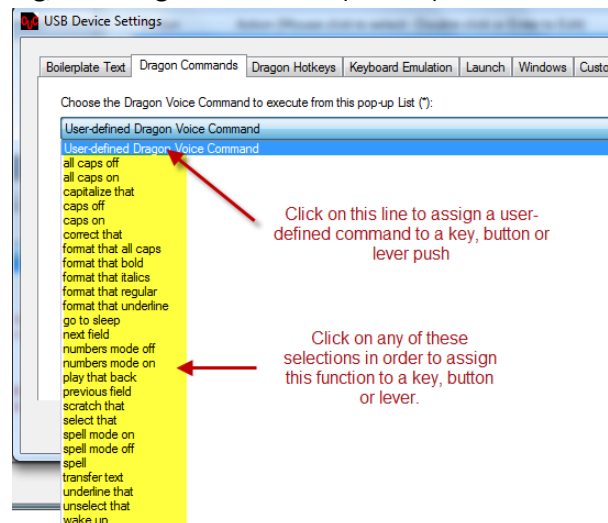 USB Device Settings
Boilerplate Text Dragon Commands Dragon Hotkeys Keyboard Emulation Launch Windows Custo
Choose the Dragon Voice Command to execute from this pop-up List (*):
User-defined Dragon Voice Command
User-defined Dragon Voice Command
all caps off
all caps on
capitalize that
caps off
caps on
correct that
format that all caps
format that bold
format that italics
format that regular
format that underline
go to sleep
next field
numbers mode off
numbers mode on
play that back
previous field
scratch that
select that
spell mode on
spell mode off
spell
transfer text
underline that
unselect that
wake up
Click on this line to assign a user-
defined command to a key, button or
lever push
Click on any of these
selections in order to assign
this function to a key, button
or lever.